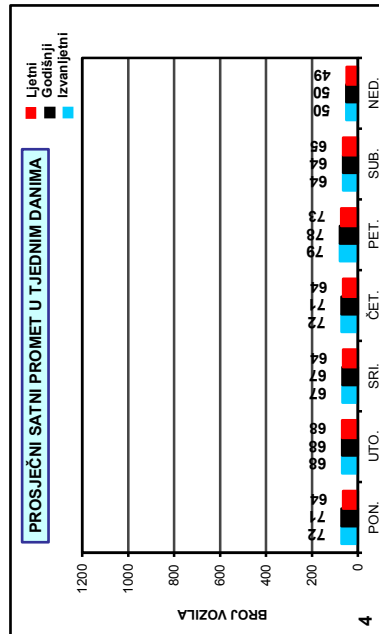 PROSJEČNI SATNI PROMET U TJEDNIM DANIMA
Ljetni
Godišnji
Izvanljetni
BROJ VOZILA
1200
1000
800
600
400
200
0
72 71 64
68 68 68
67 67 64
72 71 64
79 78 73
64 64 65
50 50 49
PON. UTO. SRI. ČET. PET. SUB. NED.
4